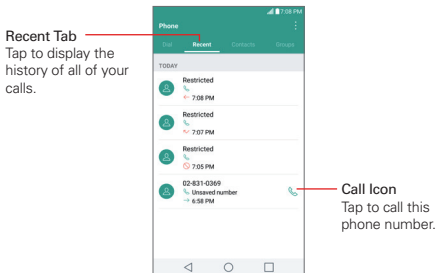 7:08 PM
Phone
Dial Recent Contacts Groups
TODAY
Restricted
7:08 PM
Restricted
7:07 PM
Restricted
7:05 PM
02-831-0369
Unsaved number
6:58 PM
Recent Tab
Tap to display the
history of all of your
calls.
Call Icon
Tap to call this
phone number.